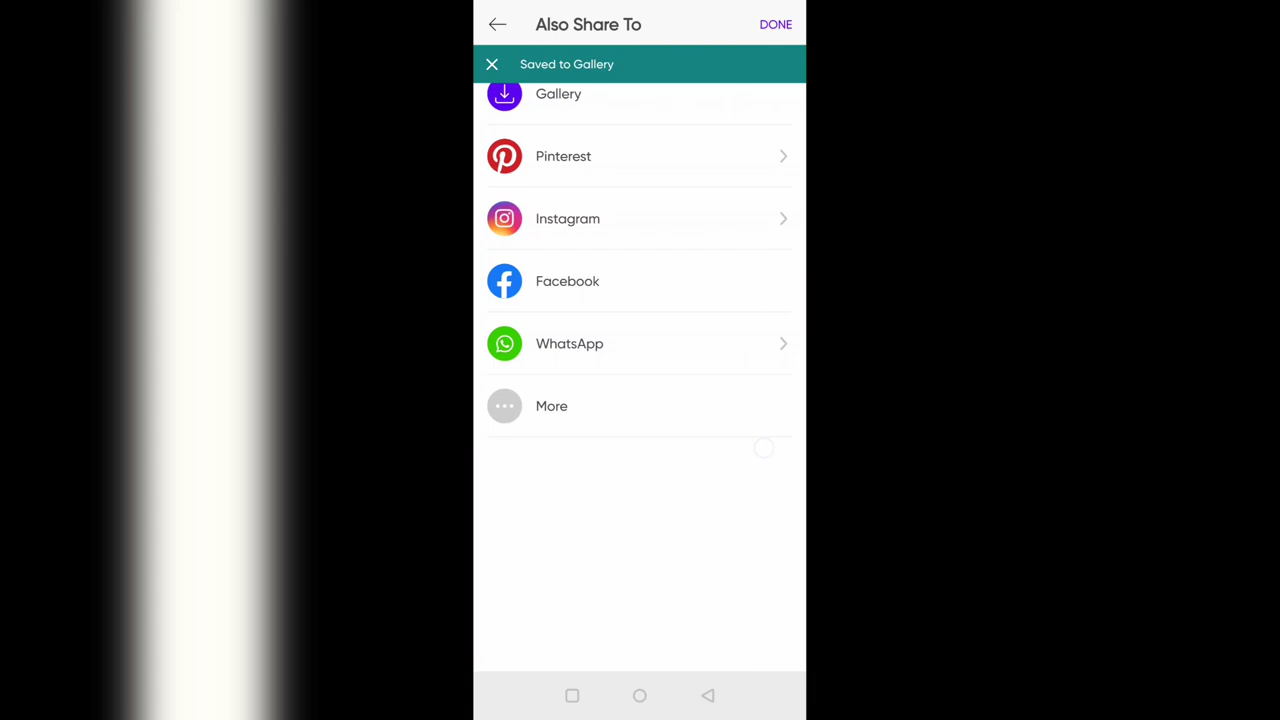 Also Share To
DONE
Saved to Gallery
Gallery
Pinterest
Instagram
Facebook
WhatsApp
More